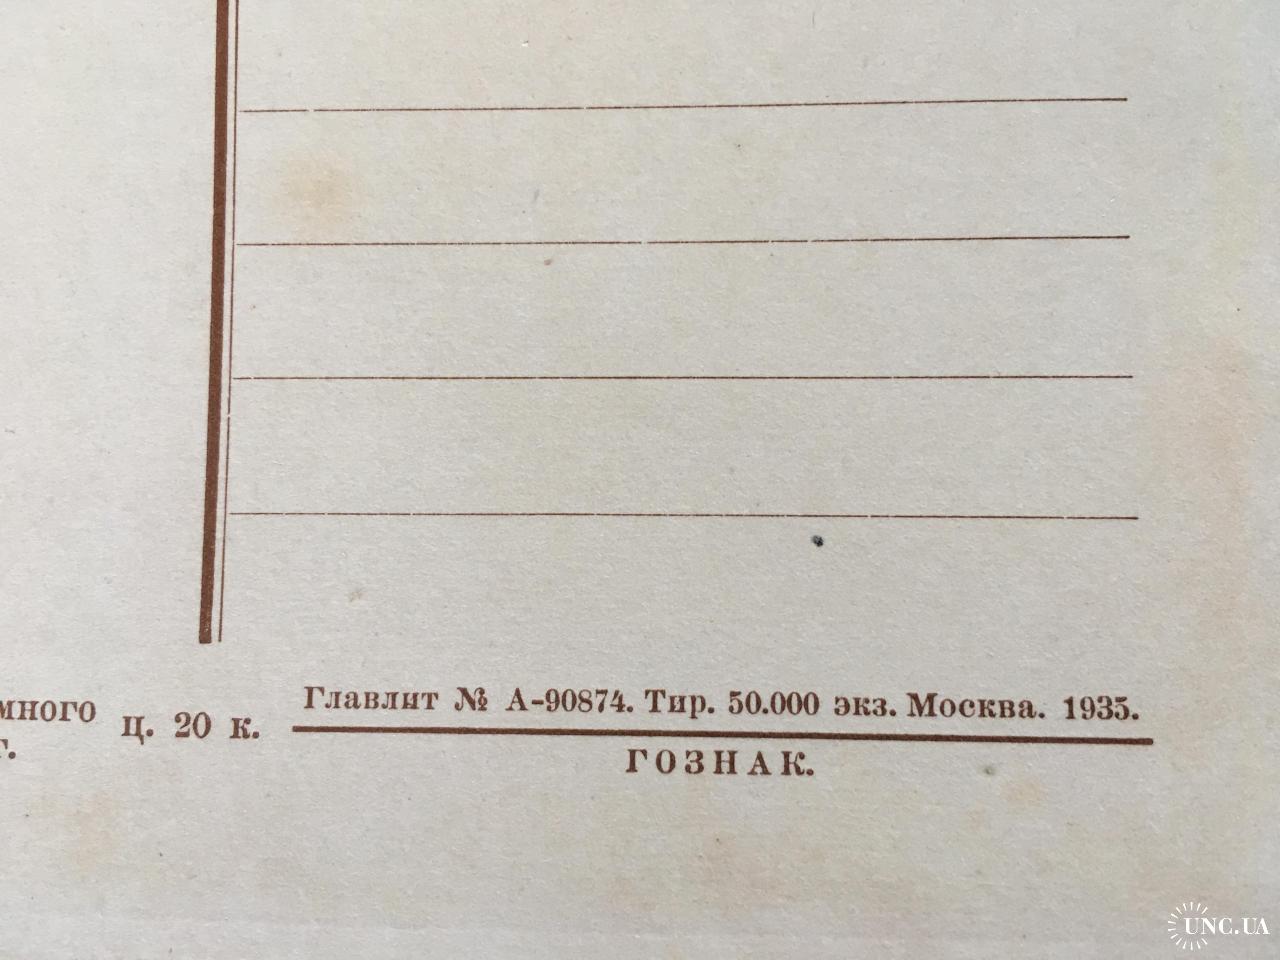 много
г.
ц. 20 к.
Главлит № А-90874. Тир. 50.000 экз. Москва. 1935.
ГОЗНАК.
UNC.UA